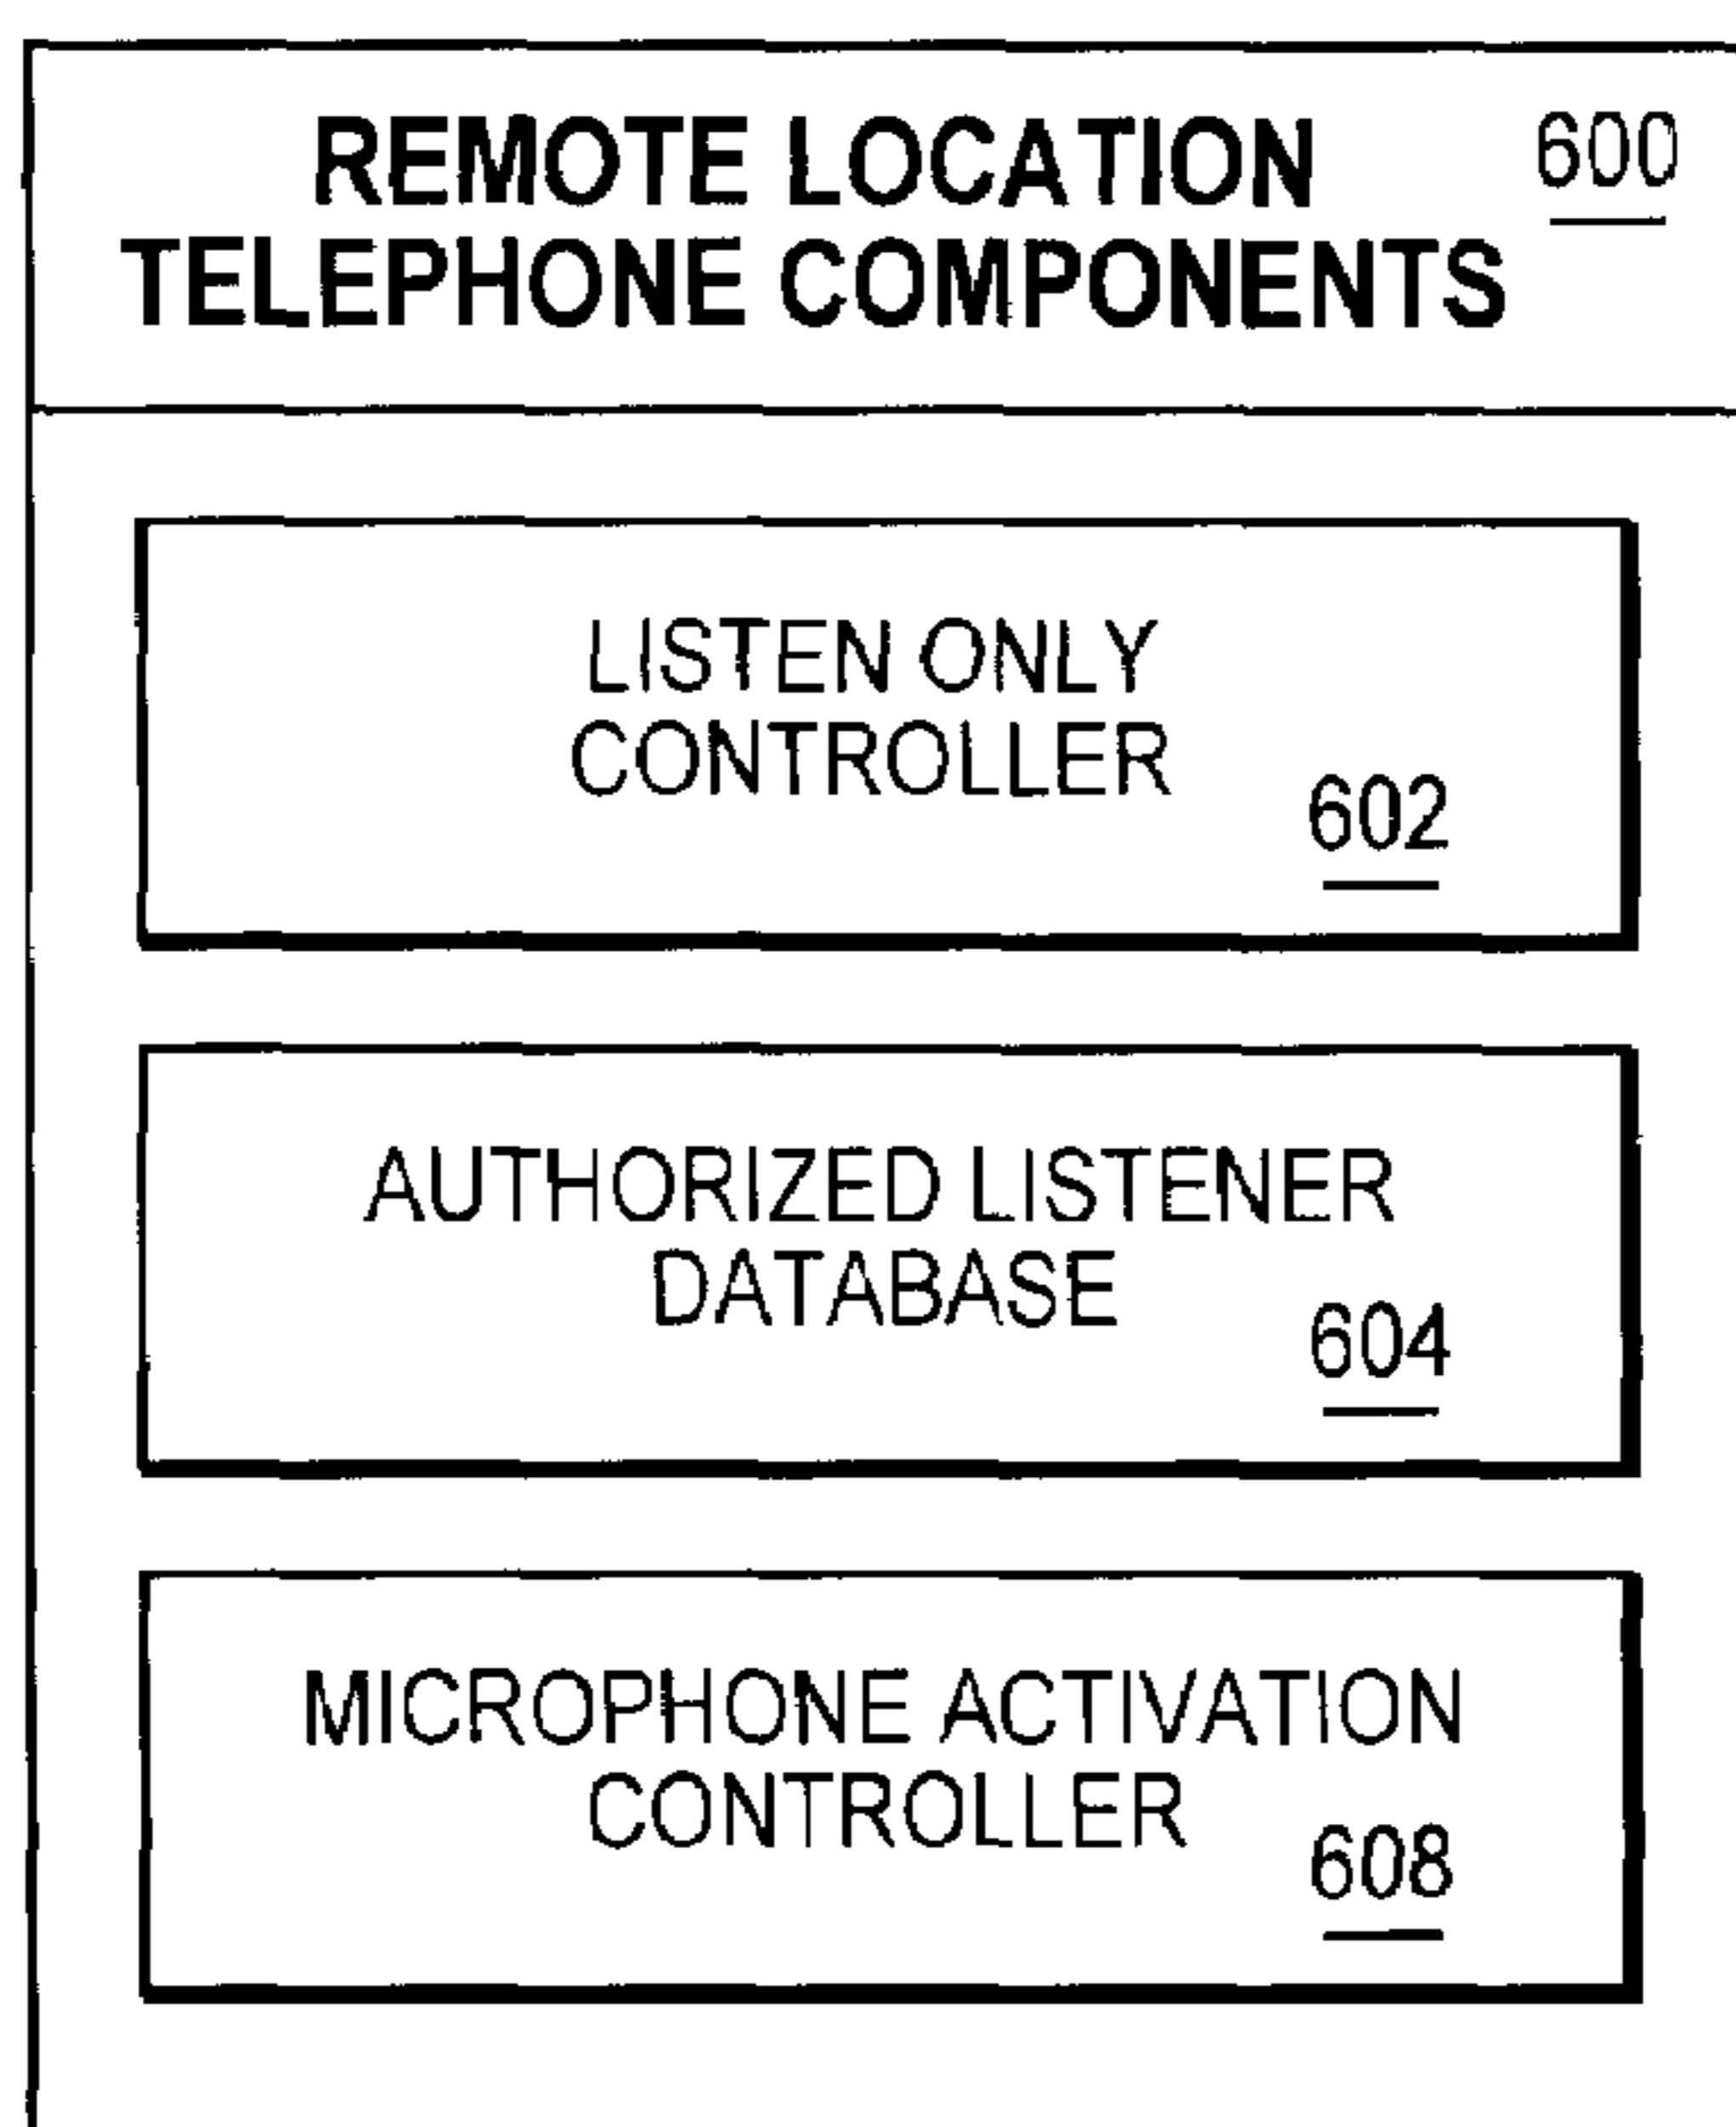 REMOTE LOCATION 600
TELEPHONE COMPONENTS
LISTEN ONLY
CONTROLLER
602
AUTHORIZED LISTENER
DATABASE
604
MICROPHONE ACTIVATION
CONTROLLER
608